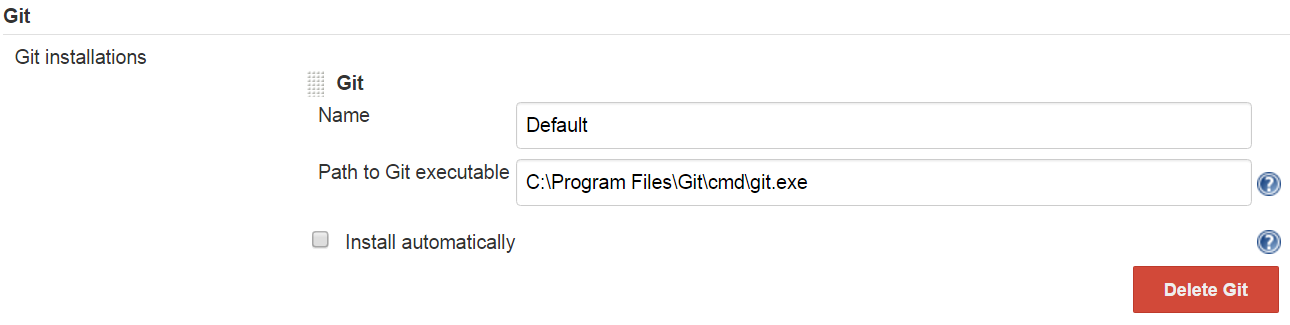 Git
Git installations
Git
Name
Default
Path to Git executable
C:\Program Files\Git\cmd\git.exe
?
Install automatically
?
Delete Git